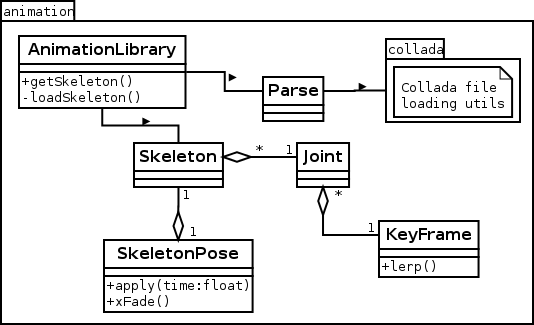 animation
AnimationLibrary
+getSkeleton()
-loadSkeleton()
Parse
collada
Collada file
loading utils
Skeleton
*
1
Joint
1
1
*
1
KeyFrame
+lerp()
SkeletonPose
+apply(time:float)
+xFade()